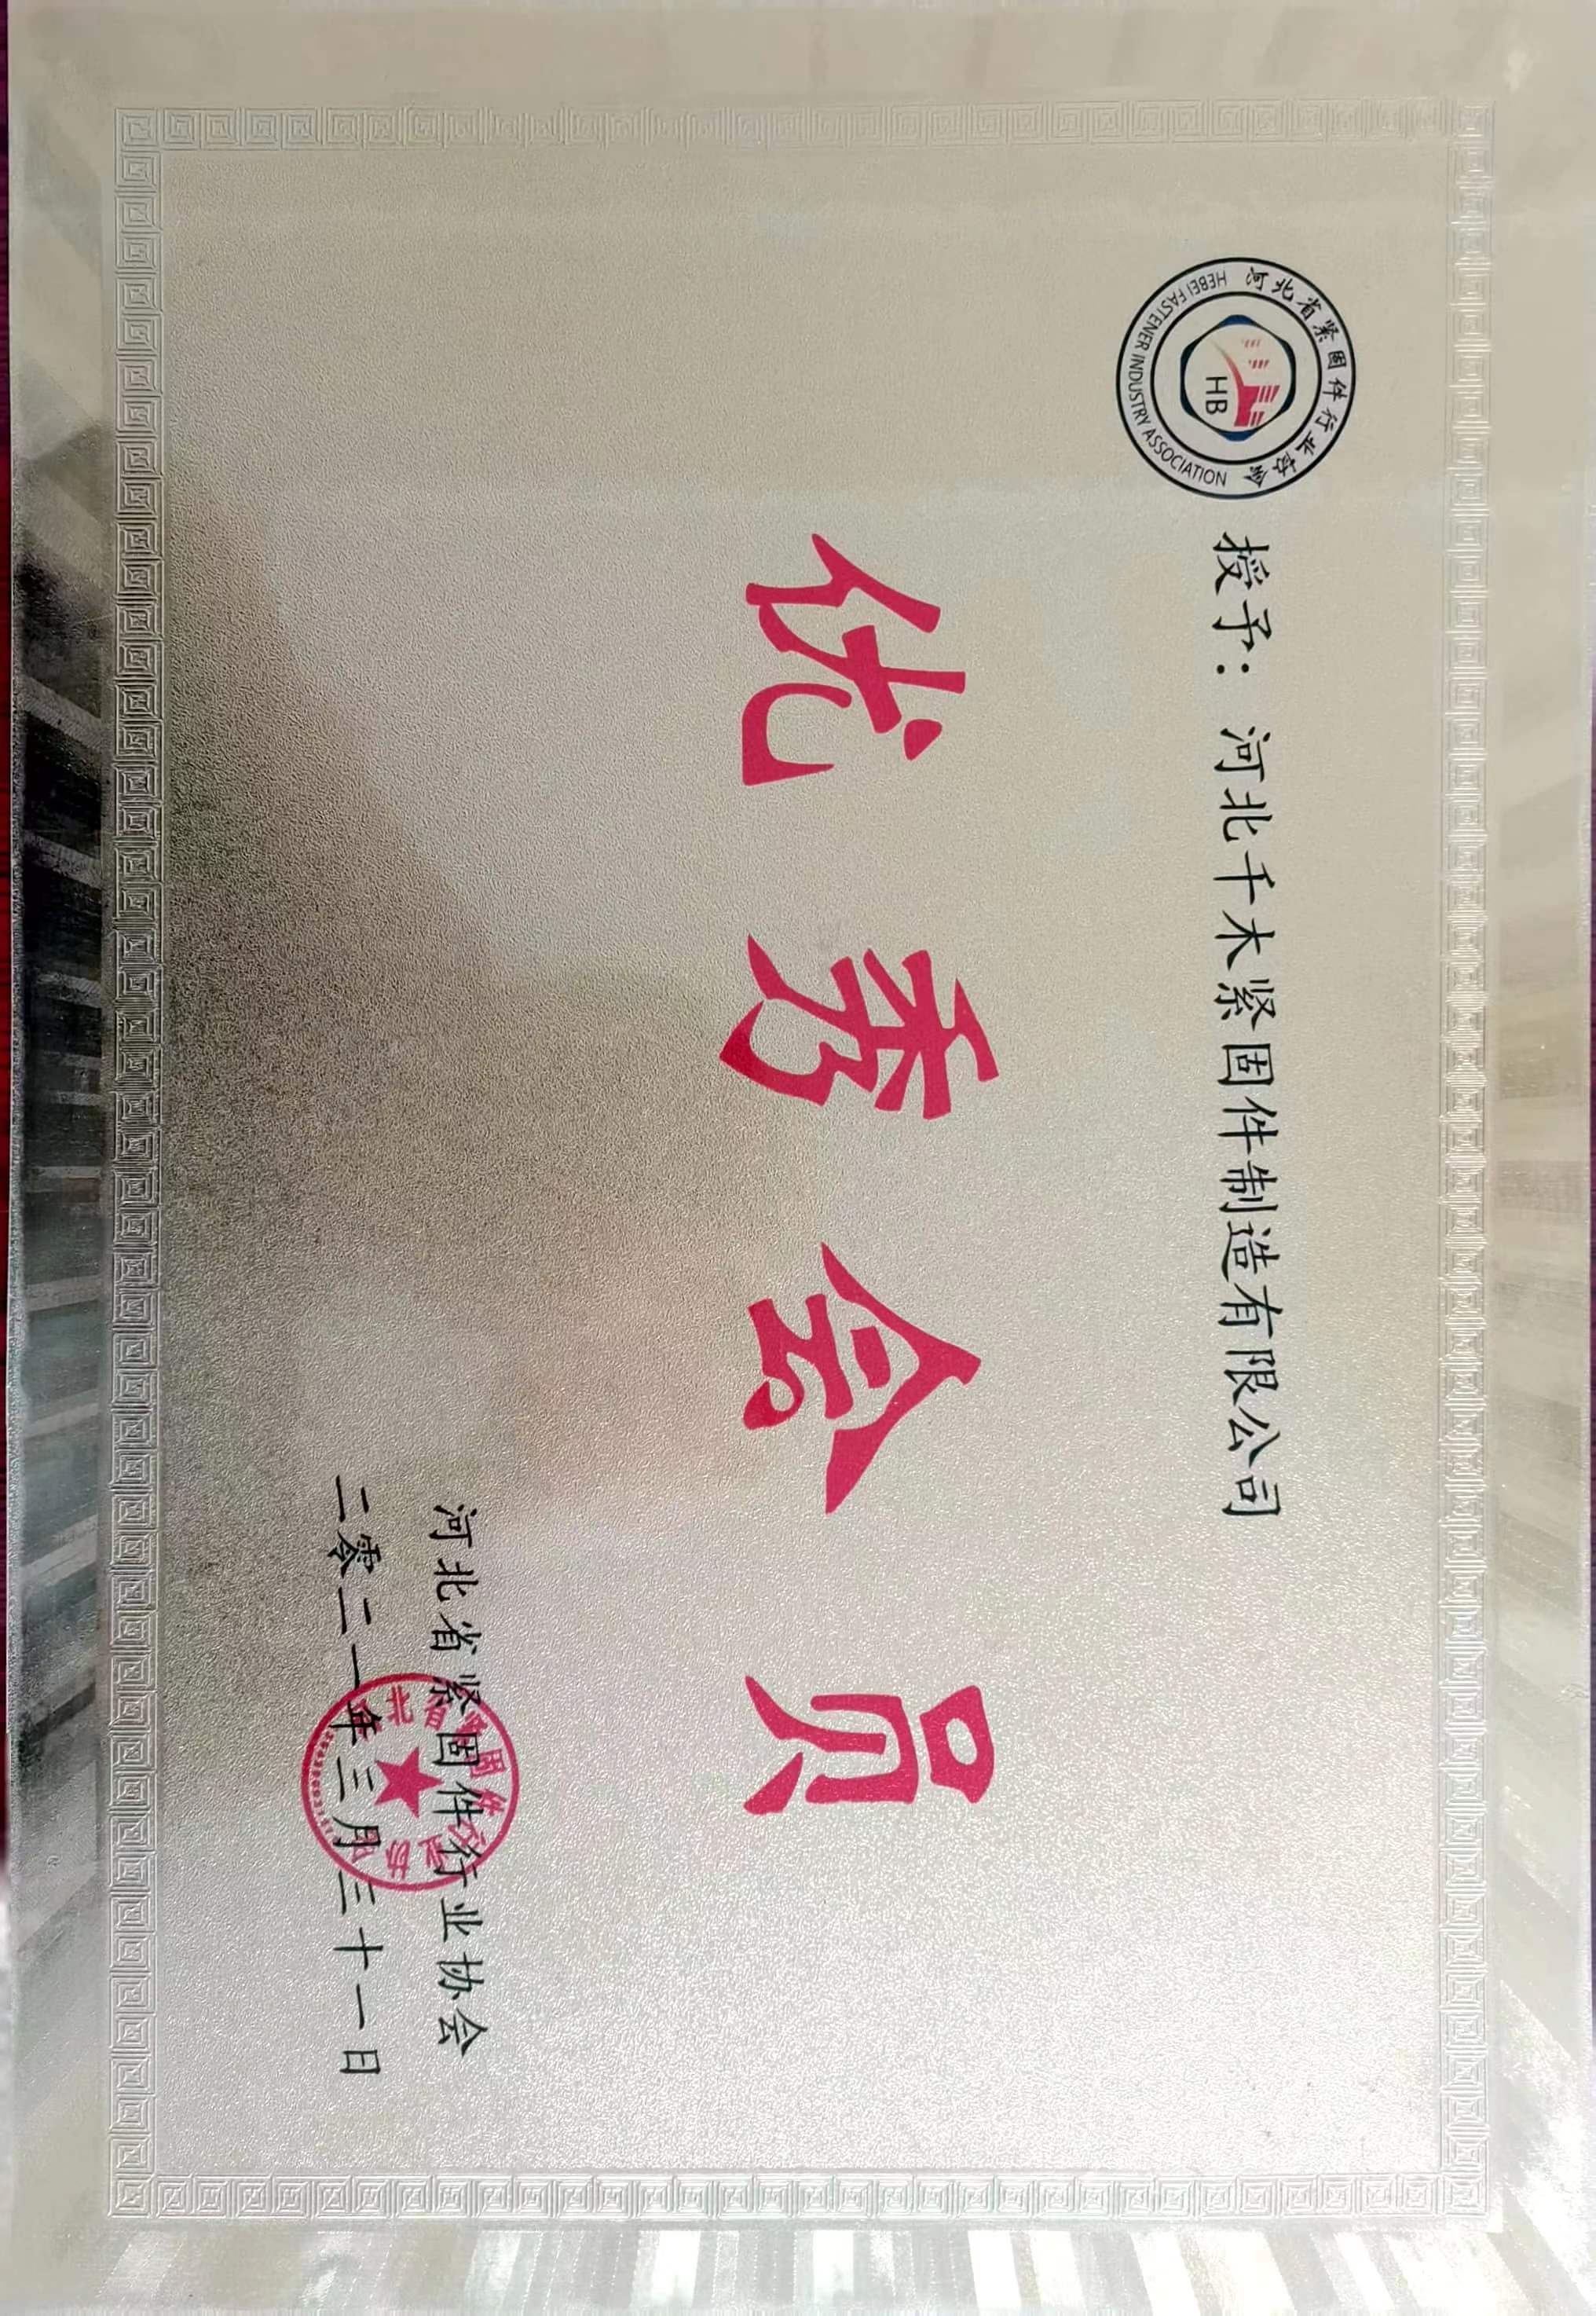 河北省紧固件行业协会
HEBEI FASTENER INDUSTRY ASSOCIATION
HB
授予：河北千木紧固件制造有限公司
优秀会员
河北省紧固件行业协会
二零二一年三月三十一日